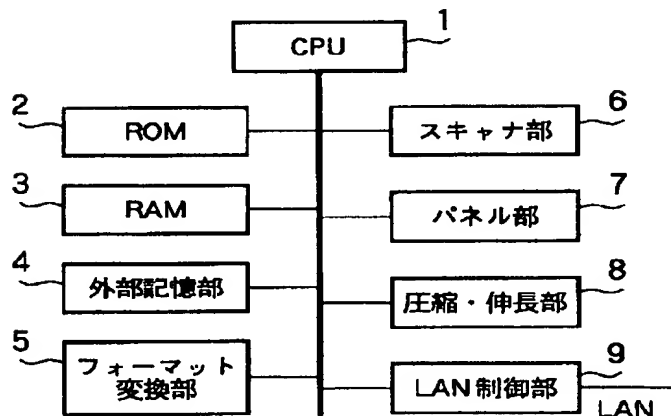 CPU
1
2
ROM
6
スキャナ部
3
RAM
7
パネル部
4
外部記憶部
8
圧縮・伸長部
5
フォーマット
変換部
9
LAN制御部
LAN